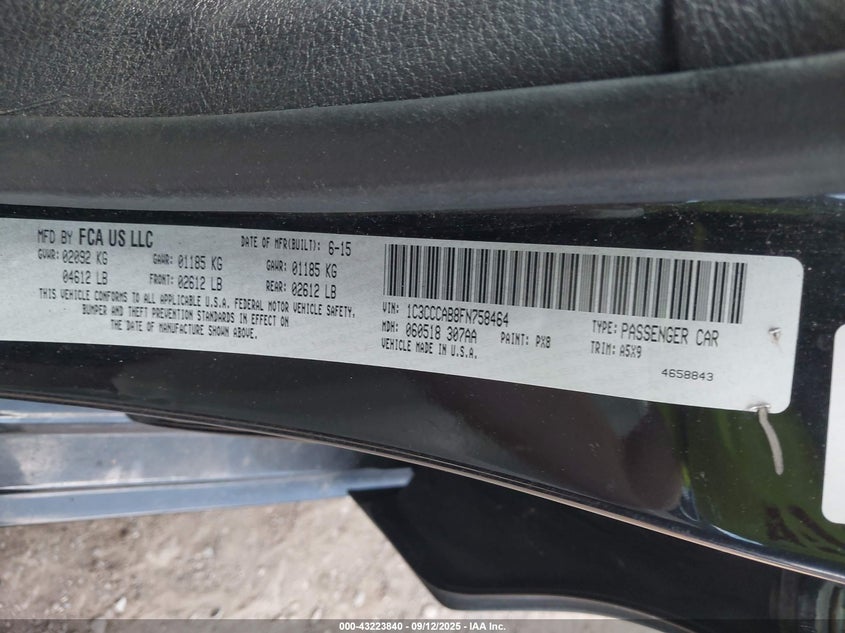 MFD BY FCA US LLC DATE OF MFR(BUILT): 6-15
GVWR: 02092 KG GAWR: 01185 KG GAWR: 01185 KG
04612 LB FRONT: 02612 LB REAR: 02612 LB
THIS VEHICLE CONFORMS TO ALL APPLICABLE U.S.A. FEDERAL MOTOR VEHICLE SAFETY,
BUMPER AND THEFT PREVENTION STANDARDS IN EFFECT ON
THE DATE OF MANUFACTURE SHOWN ABOVE.
VIN: 1C3CCCAB8FN758464 TYPE: PASSENGER CAR
MDH: 060518 307AA PAINT: PX8 TRIM: A5X9
VEHICLE MADE IN U.S.A.
4658843
000-43223840 - 09/12/2025 - IAA Inc.